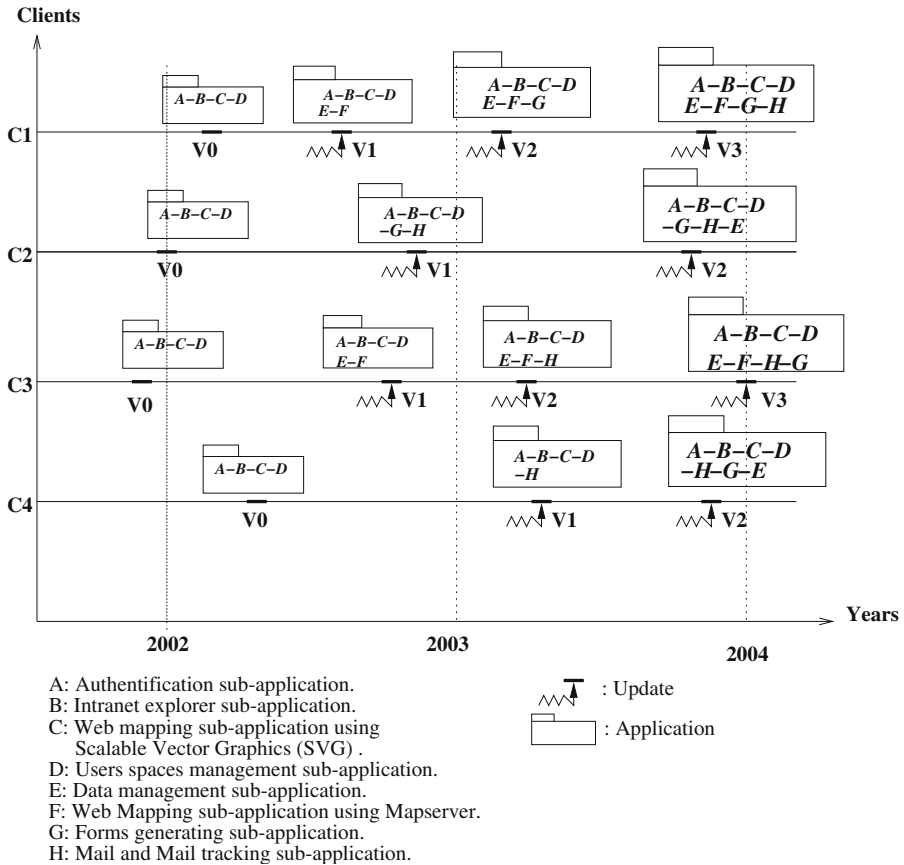 Clients
A–B–C–D
A–B–C–D
E–F
A–B–C–D
E–F–G
A–B–C–D
E–F–G–H
C1
V0
V1
V2
V3
A–B–C–D
A–B–C–D
–G–H
A–B–C–D
–G–H–E
C2
V0
V1
V2
A–B–C–D
A–B–C–D
E–F
A–B–C–D
E–F–H
A–B–C–D
E–F–H–G
C3
V0
V1
V2
V3
A–B–C–D
A–B–C–D
–H
A–B–C–D
–H–G–E
C4
V0
V1
V2
Years
2002
2003
2004
A: Authentification sub-application.
B: Intranet explorer sub-application.
C: Web mapping sub-application using
Scalable Vector Graphics (SVG) .
D: Users spaces management sub-application.
E: Data management sub-application.
F: Web Mapping sub-application using Mapserver.
G: Forms generating sub-application.
H: Mail and Mail tracking sub-application.
: Update
: Application